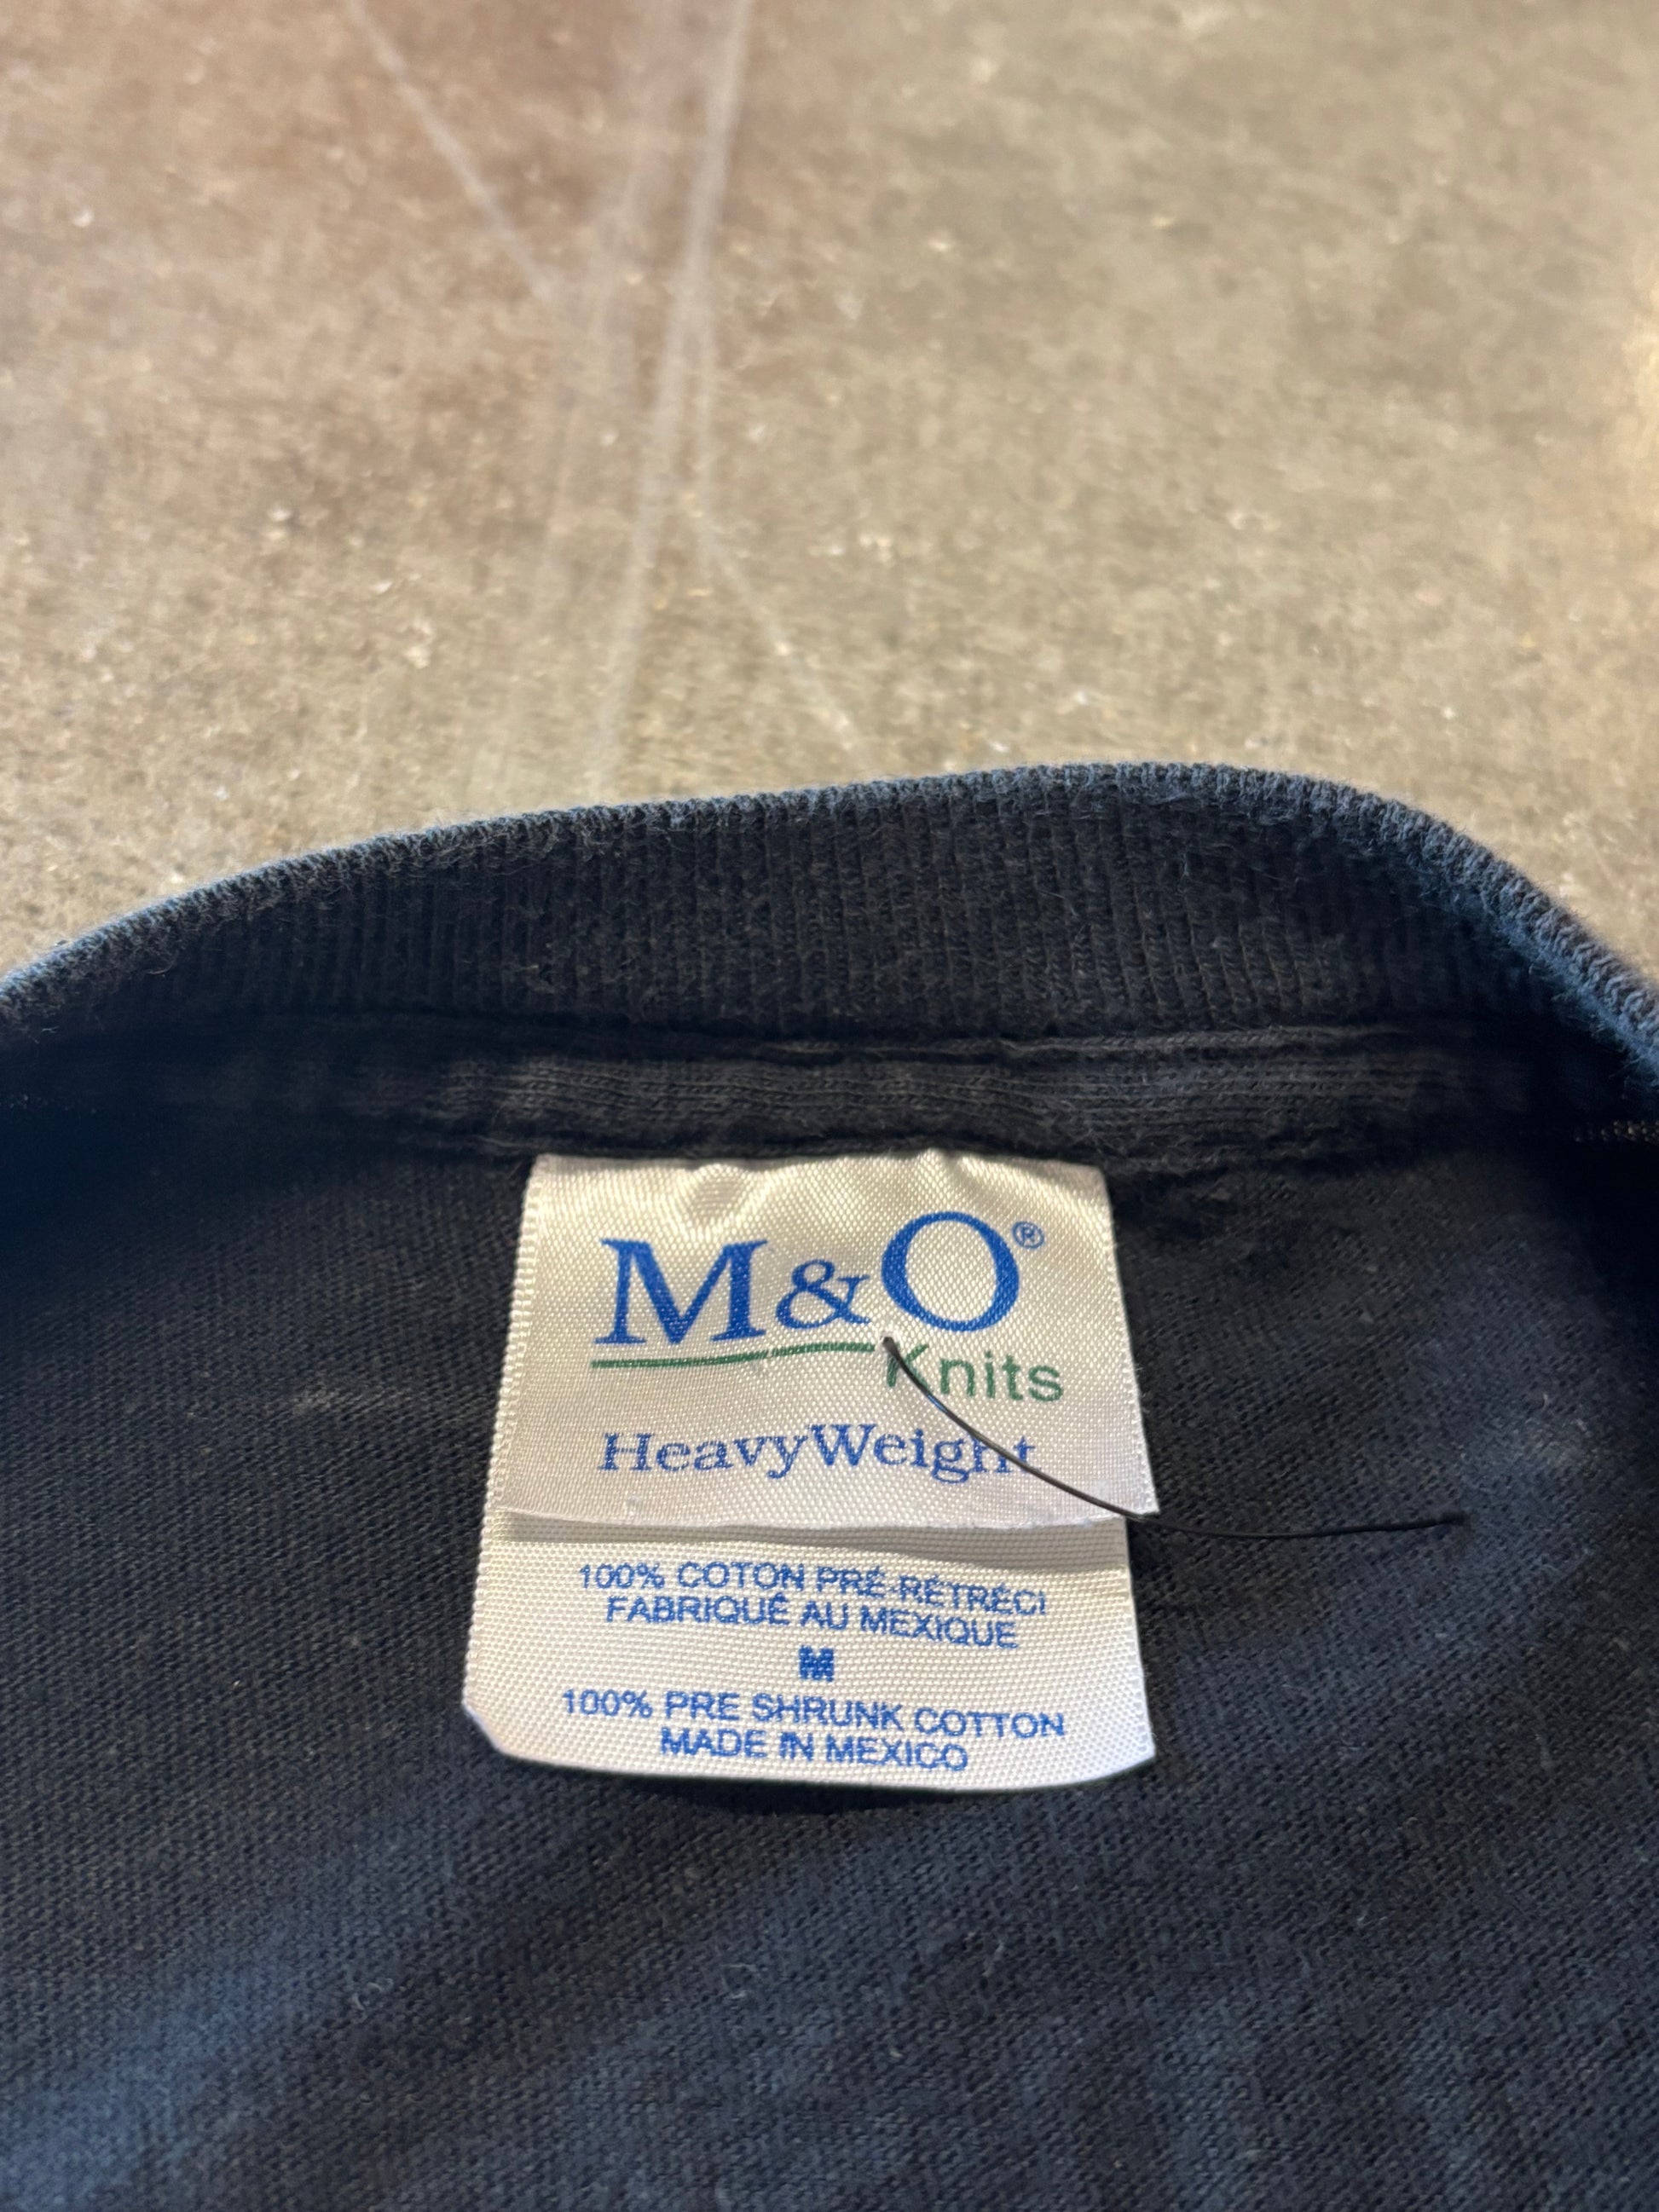 M&O®
Knits
HeavyWeight
100% COTON PRÉ-RÉTRÉCI
FABRIQUÉ AU MEXIQUE
M
100% PRE SHRUNK COTTON
MADE IN MEXICO